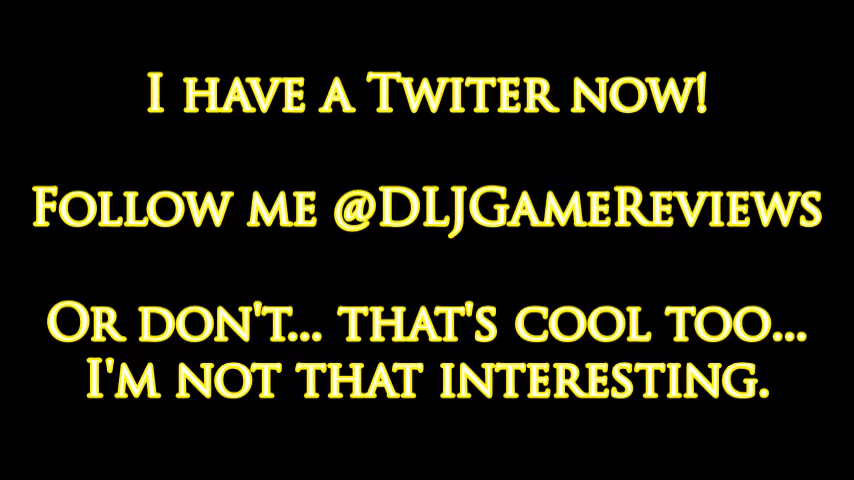 I have a Twiter now!
Follow me @DLJGameReviews
Or don't... that's cool too...
I'm not that interesting.